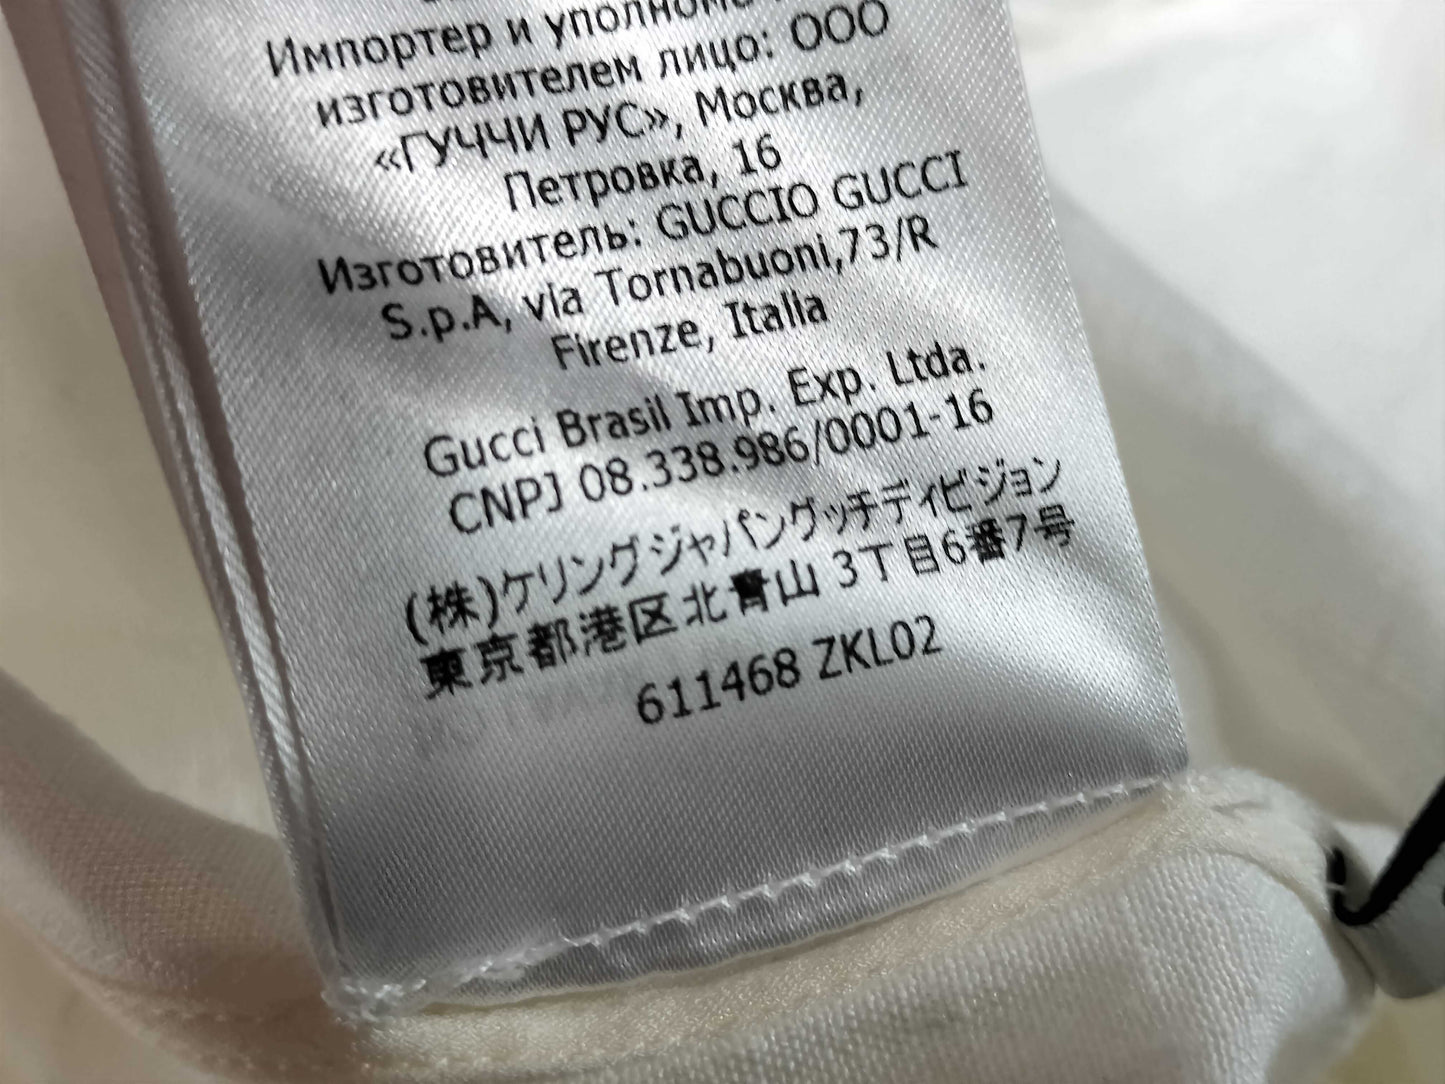 Импортер и уполномо
изготовителем лицо: ООО
«ГУЧЧИ РУС», Москва,
Петровка, 16
Изготовитель: GUCCIO GUCCI
S.p.A, via Tornabuoni,73/R
Firenze, Italia
Gucci Brasil Imp. Exp. Ltda.
CNPJ 08.338.986/0001-16
(株)ケリングジャパングッチディビジョン
東京都港区北青山 3丁目6番7号
611468 ZKL02